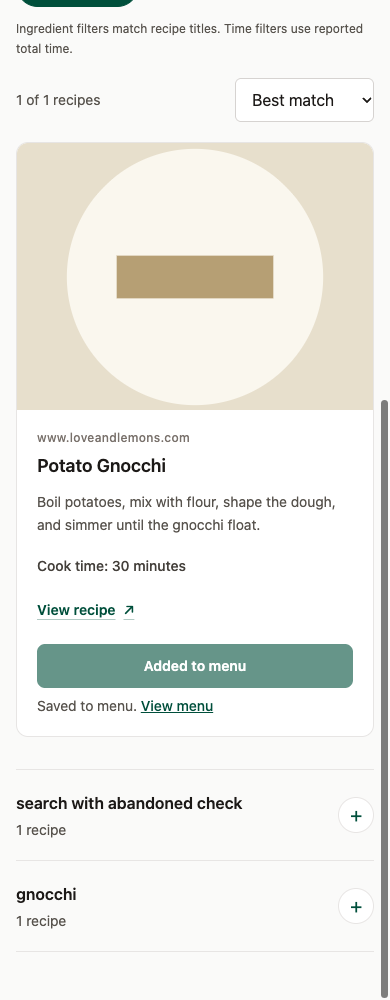 Ingredient filters match recipe titles. Time filters use reported
total time.
1 of 1 recipes
Best match
www.loveandlemons.com
Potato Gnocchi
Boil potatoes, mix with flour, shape the dough,
and simmer until the gnocchi float.
Cook time: 30 minutes
View recipe ↗
Added to menu
Saved to menu. View menu
search with abandoned check
1 recipe
+
gnocchi
1 recipe
+